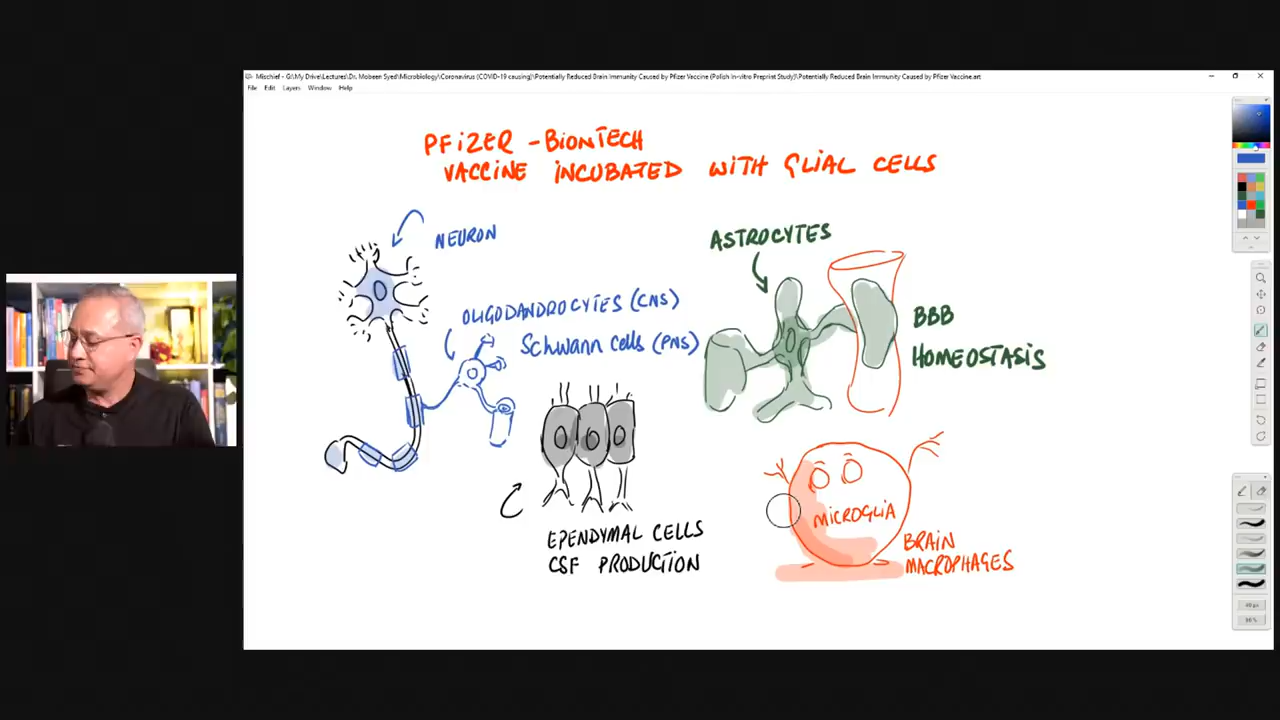 Mischief - G:\My Drive\Lectures\Dr. Mobeen Syed\Microbiology\Coronavirus (COVID-19 causing)\Potentially Reduced Brain Immunity Caused by Pfizer Vaccine (Polish In-vitro Preprint Study)\Potentially Reduced Brain Immunity Caused by Pfizer Vaccine.art
File Edit Layers Window Help
PFIZER - BIONTECH
VACCINE INCUBATED WITH GLIAL CELLS
NEURON
ASTROCYTES
OLIGODANDROCYTES (CNS)
Schwann Cells (PNS)
BBB
HOMEOSTASIS
MICROGLIA
EPENDYMAL CELLS
CSF PRODUCTION
BRAIN
MACROPHAGES